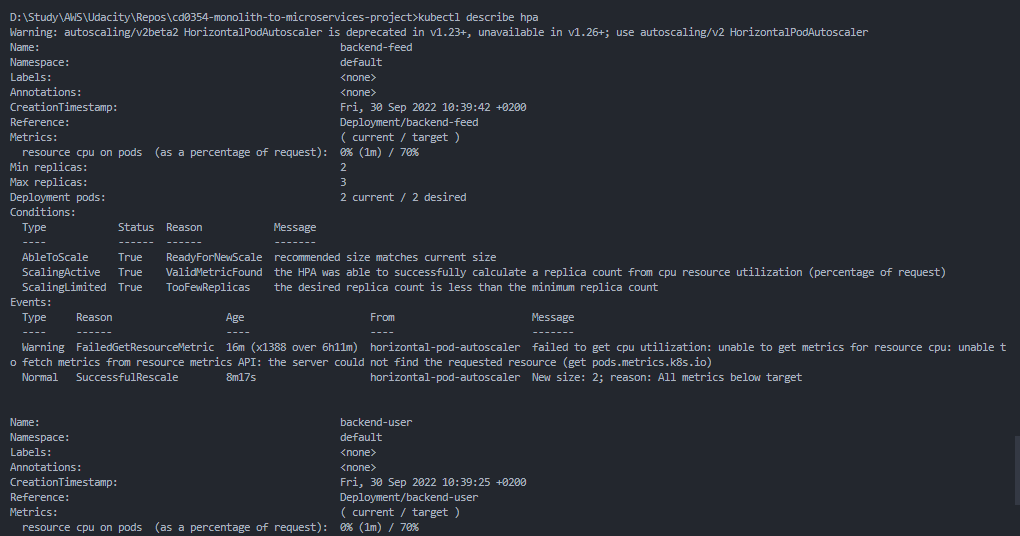 D:\Study\AWS\Udacity\Repos\cd0354-monolith-to-microservices-project>kubectl describe hpa
Warning: autoscaling/v2beta2 HorizontalPodAutoscaler is deprecated in v1.23+, unavailable in v1.26+; use autoscaling/v2 HorizontalPodAutoscaler
Name:                                                  backend-feed
Namespace:                                             default
Labels:                                                <none>
Annotations:                                           <none>
CreationTimestamp:                                     Fri, 30 Sep 2022 10:39:42 +0200
Reference:                                             Deployment/backend-feed
Metrics:                                               ( current / target )
  resource cpu on pods  (as a percentage of request):  0% (1m) / 70%
Min replicas:                                          2
Max replicas:                                          3
Deployment pods:                                       2 current / 2 desired
Conditions:
  Type            Status  Reason            Message
  ----            ------  ------            -------
  AbleToScale     True    ReadyForNewScale  recommended size matches current size
  ScalingActive   True    ValidMetricFound  the HPA was able to successfully calculate a replica count from cpu resource utilization (percentage of request)
  ScalingLimited  True    TooFewReplicas    the desired replica count is less than the minimum replica count
Events:
  Type     Reason                   Age                     From                       Message
  ----     ------                   ----                    ----                       -------
  Warning  FailedGetResourceMetric  16m (x1388 over 6h11m)  horizontal-pod-autoscaler  failed to get cpu utilization: unable to get metrics for resource cpu: unable t
o fetch metrics from resource metrics API: the server could not find the requested resource (get pods.metrics.k8s.io)
  Normal   SuccessfulRescale        8m17s                   horizontal-pod-autoscaler  New size: 2; reason: All metrics below target
Name:                                                  backend-user
Namespace:                                             default
Labels:                                                <none>
Annotations:                                           <none>
CreationTimestamp:                                     Fri, 30 Sep 2022 10:39:25 +0200
Reference:                                             Deployment/backend-user
Metrics:                                               ( current / target )
  resource cpu on pods  (as a percentage of request):  0% (1m) / 70%